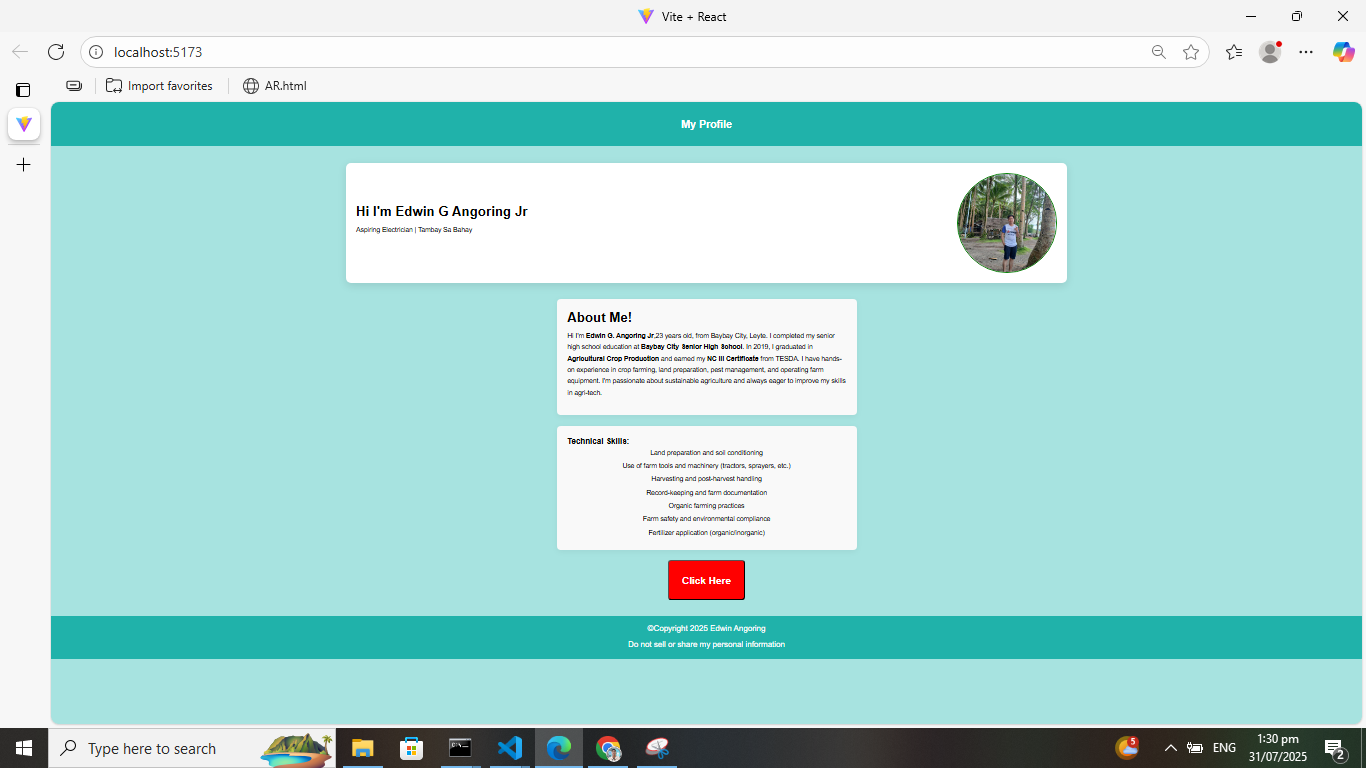 Vite + React
localhost:5173
Import favorites
AR.html
My Profile
Hi I'm Edwin G Angoring Jr
Aspiring Electrician | Tambay Sa Bahay
About Me!
Hi I'm Edwin G. Angoring Jr.23 years old, from Baybay City, Leyte. I completed my senior
high school education at Baybay City Senior High School. In 2019, I graduated in
Agricultural Crop Production and earned my NC III Certificate from TESDA. I have hands-
on experience in crop farming, land preparation, pest management, and operating farm
equipment. I'm passionate about sustainable agriculture and always eager to improve my skills
in agri-tech.
Technical Skills:
Land preparation and soil conditioning
Use of farm tools and machinery (tractors, sprayers, etc.)
Harvesting and post-harvest handling
Record-keeping and farm documentation
Organic farming practices
Farm safety and environmental compliance
Fertilizer application (organic/inorganic)
Click Here
©Copyright 2025 Edwin Angoring
Do not sell or share my personal information
Type here to search
5
ENG
1:30 pm
31/07/2025
2